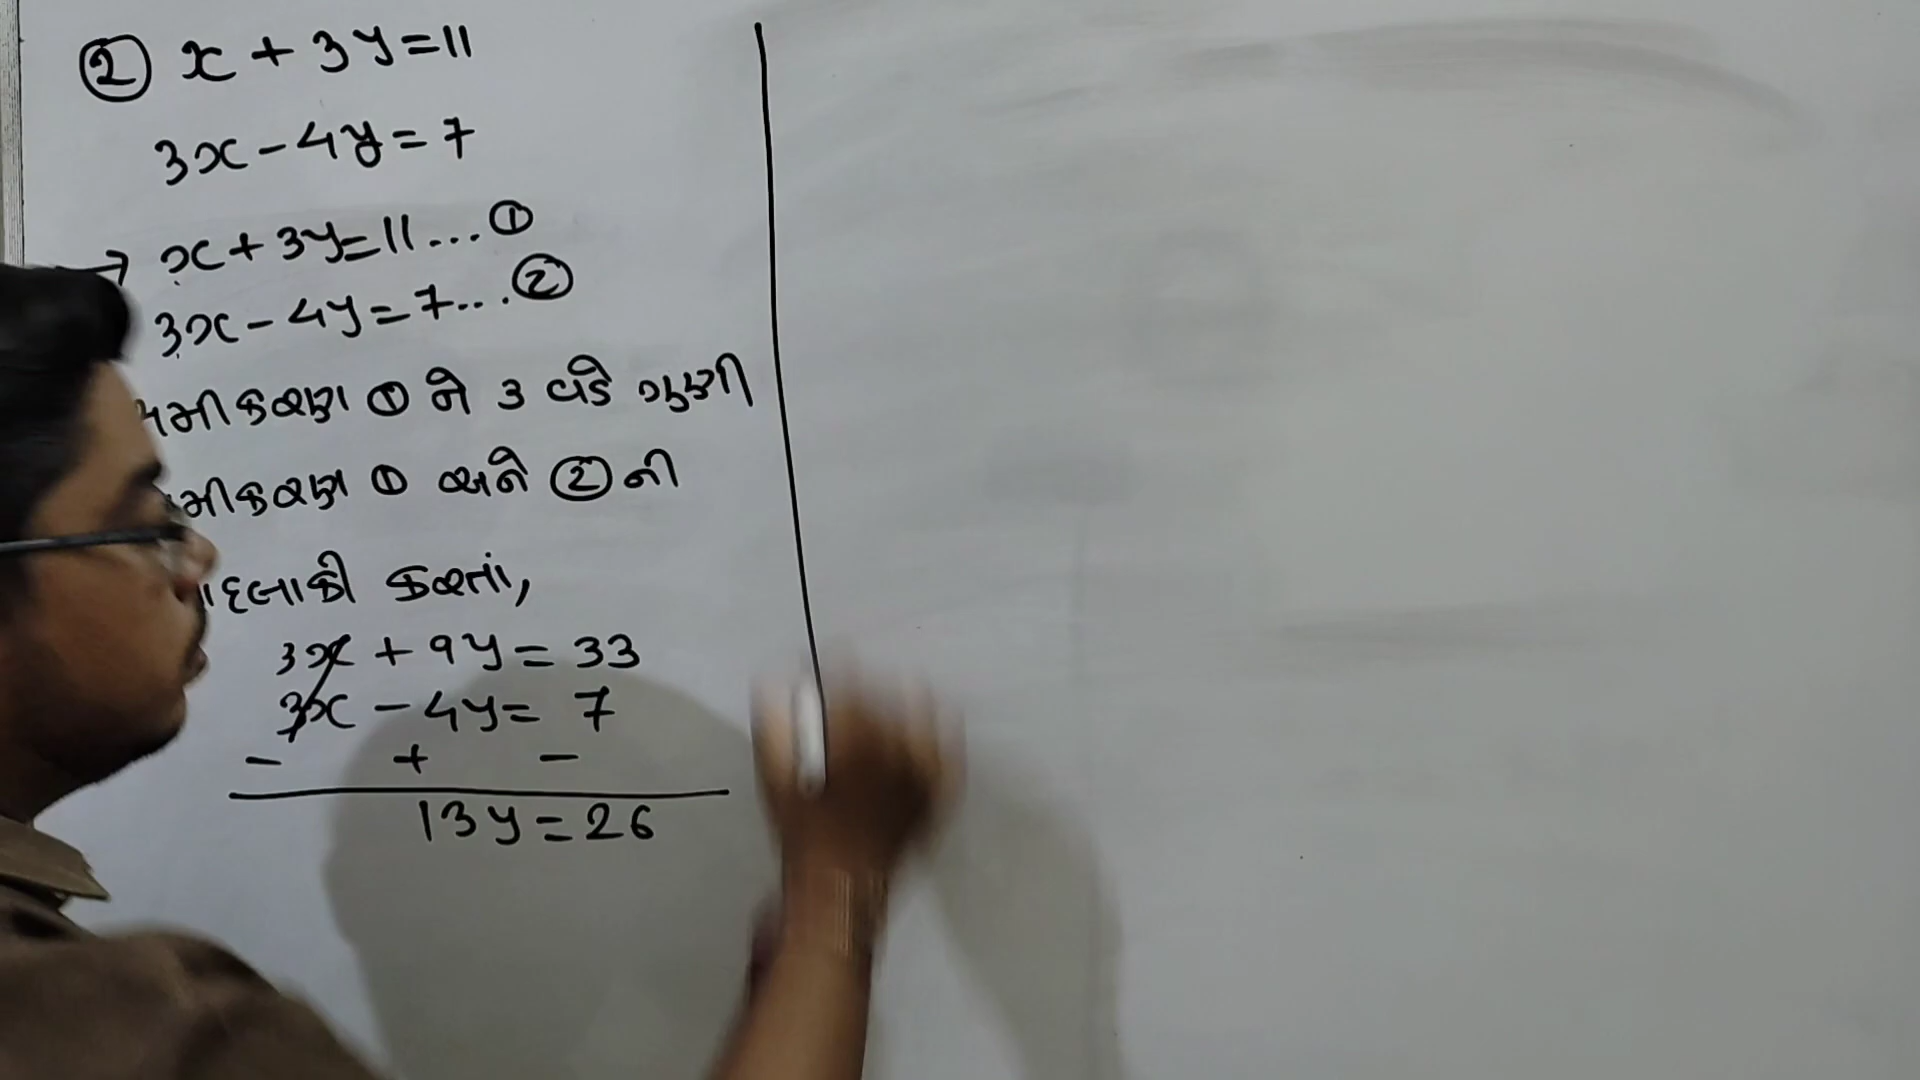 ② x + 3y = 11
3x - 4y = 7
→ x + 3y = 11 ... ①
3x - 4y = 7 ... ②
સમીકરણ ① ને 3 વડે ગુણી
સમીકરણ ① અને ② ની
બાદબાકી કરતાં,
3x + 9y = 33
3x - 4y = 7
- + -
13y = 26